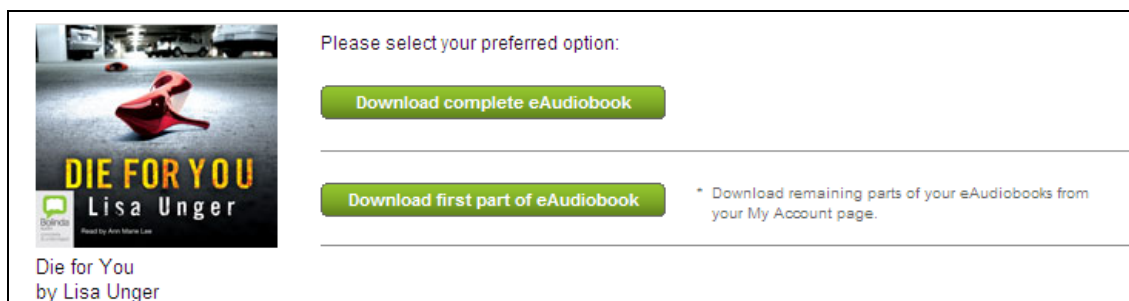 DIE FOR YOU
Lisa Unger
Bolinda
audio
Read by Ann Marie Lee
Die for You
by Lisa Unger
Please select your preferred option:
Download complete eAudiobook
Download first part of eAudiobook
* Download remaining parts of your eAudiobooks from
your My Account page.